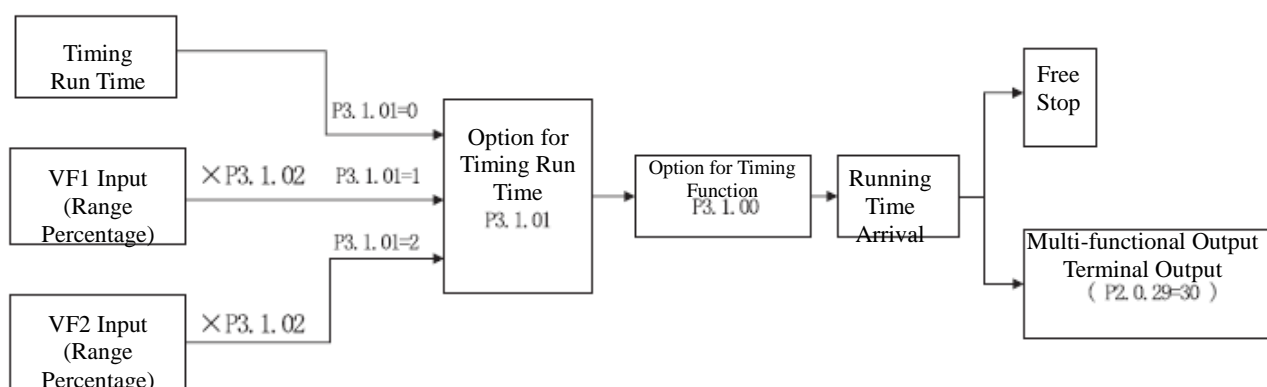 Timing
Run Time
P3.1.01=0
VF1 Input
(Range
Percentage)
×P3.1.02
P3.1.01=1
P3.1.01=2
VF2 Input
(Range
Percentage)
×P3.1.02
Option for
Timing Run
Time
P3.1.01
Option for Timing
Function
P3.1.00
Running
Time
Arrival
Free
Stop
Multi-functional Output
Terminal Output
( P2.0.29=30 )